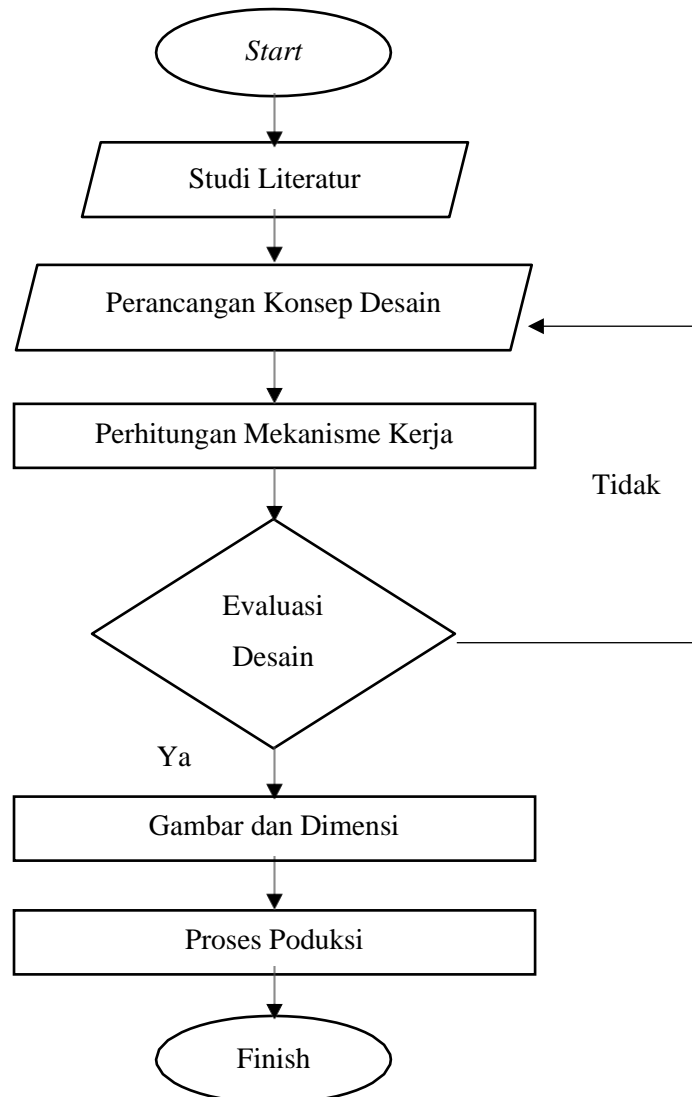 Start
Studi Literatur
Perancangan Konsep Desain
Perhitungan Mekanisme Kerja
Tidak
Evaluasi
Desain
Ya
Gambar dan Dimensi
Proses Poduksi
Finish